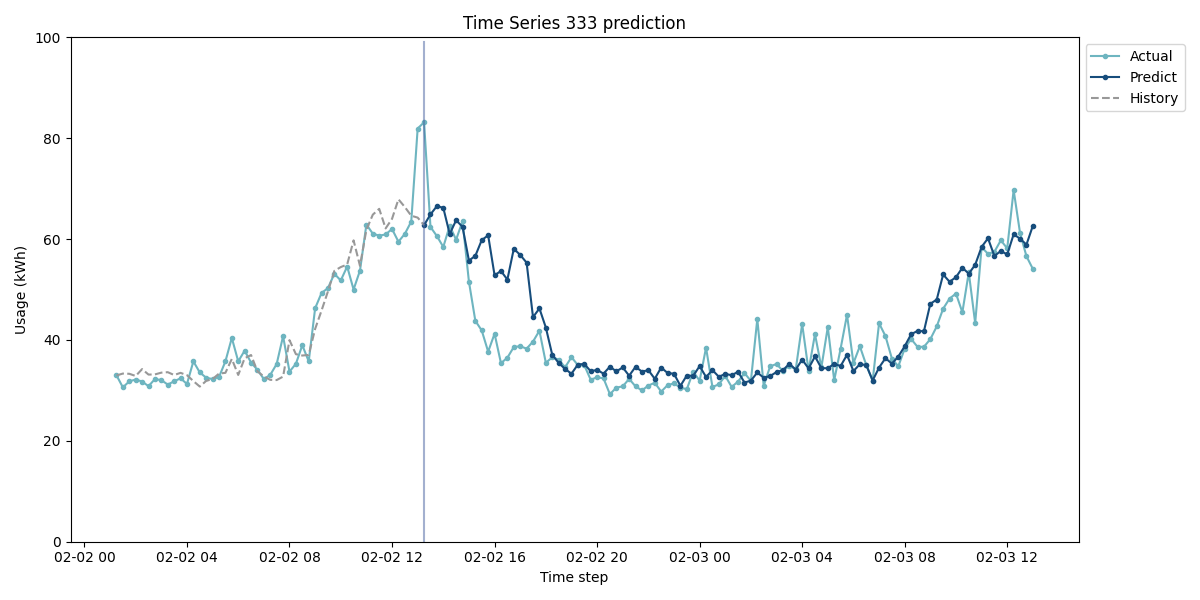 Time Series 333 prediction
Usage (kWh)
100
80
60
40
20
0
02-02 00
02-02 04
02-02 08
02-02 12
02-02 16
02-02 20
02-03 00
02-03 04
02-03 08
02-03 12
Time step
Actual
Predict
History